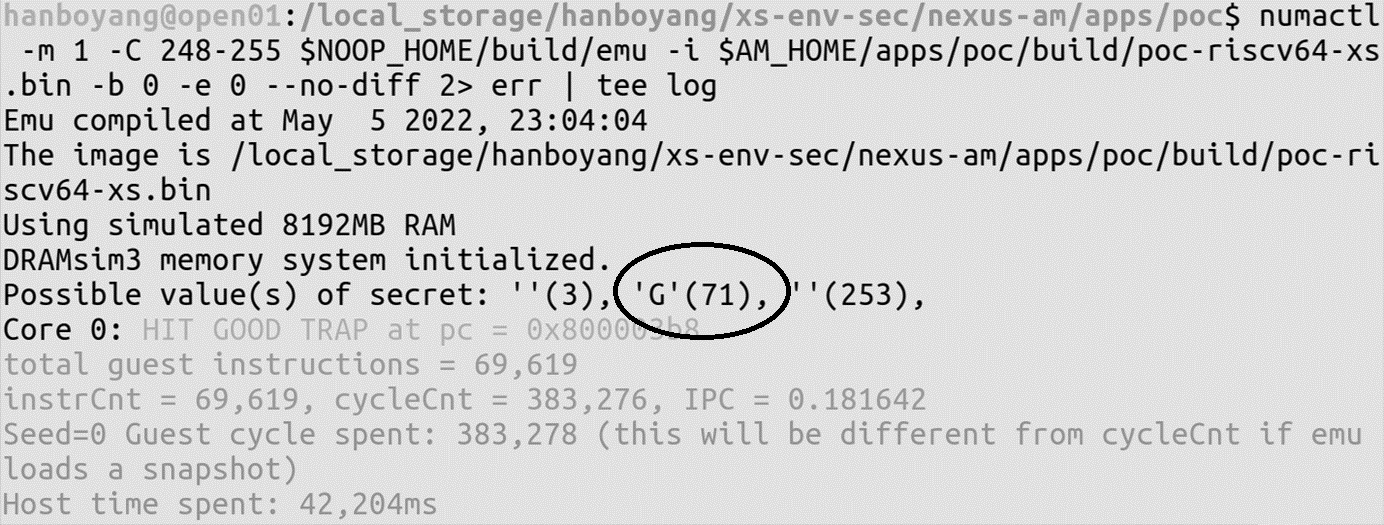 hanboyang@open01:/local_storage/hanboyang/xs-env-sec/nexus-am/apps/poc$ numactl
 -m 1 -C 248-255 $NOOP_HOME/build/emu -i $AM_HOME/apps/poc/build/poc-riscv64-xs
.bin -b 0 -e 0 --no-diff 2> err | tee log
Emu compiled at May  5 2022, 23:04:04
The image is /local_storage/hanboyang/xs-env-sec/nexus-am/apps/poc/build/poc-ri
scv64-xs.bin
Using simulated 8192MB RAM
DRAMsim3 memory system initialized.
Possible value(s) of secret: ''(3), 'G'(71), ''(253),
Core 0: HIT GOOD TRAP at pc = 0x800003b8
total guest instructions = 69,619
instrCnt = 69,619, cycleCnt = 383,276, IPC = 0.181642
Seed=0 Guest cycle spent: 383,278 (this will be different from cycleCnt if emu
loads a snapshot)
Host time spent: 42,204ms